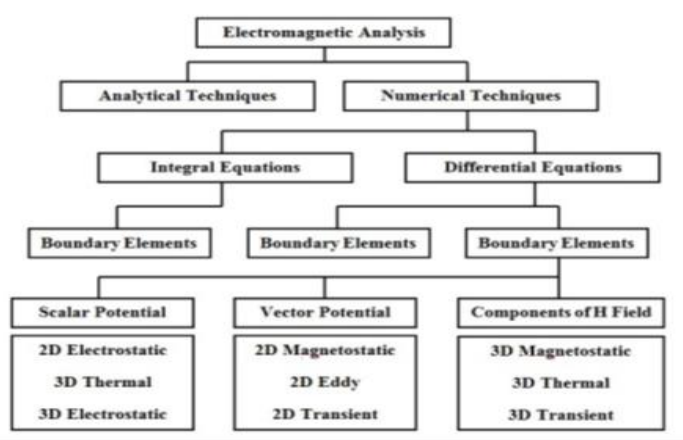 Electromagnetic Analysis
Analytical Techniques
Numerical Techniques
Integral Equations
Differential Equations
Boundary Elements
Boundary Elements
Boundary Elements
Scalar Potential
Vector Potential
Components of H Field
2D Electrostatic
3D Thermal
3D Electrostatic
2D Magnetostatic
2D Eddy
2D Transient
3D Magnetostatic
3D Thermal
3D Transient